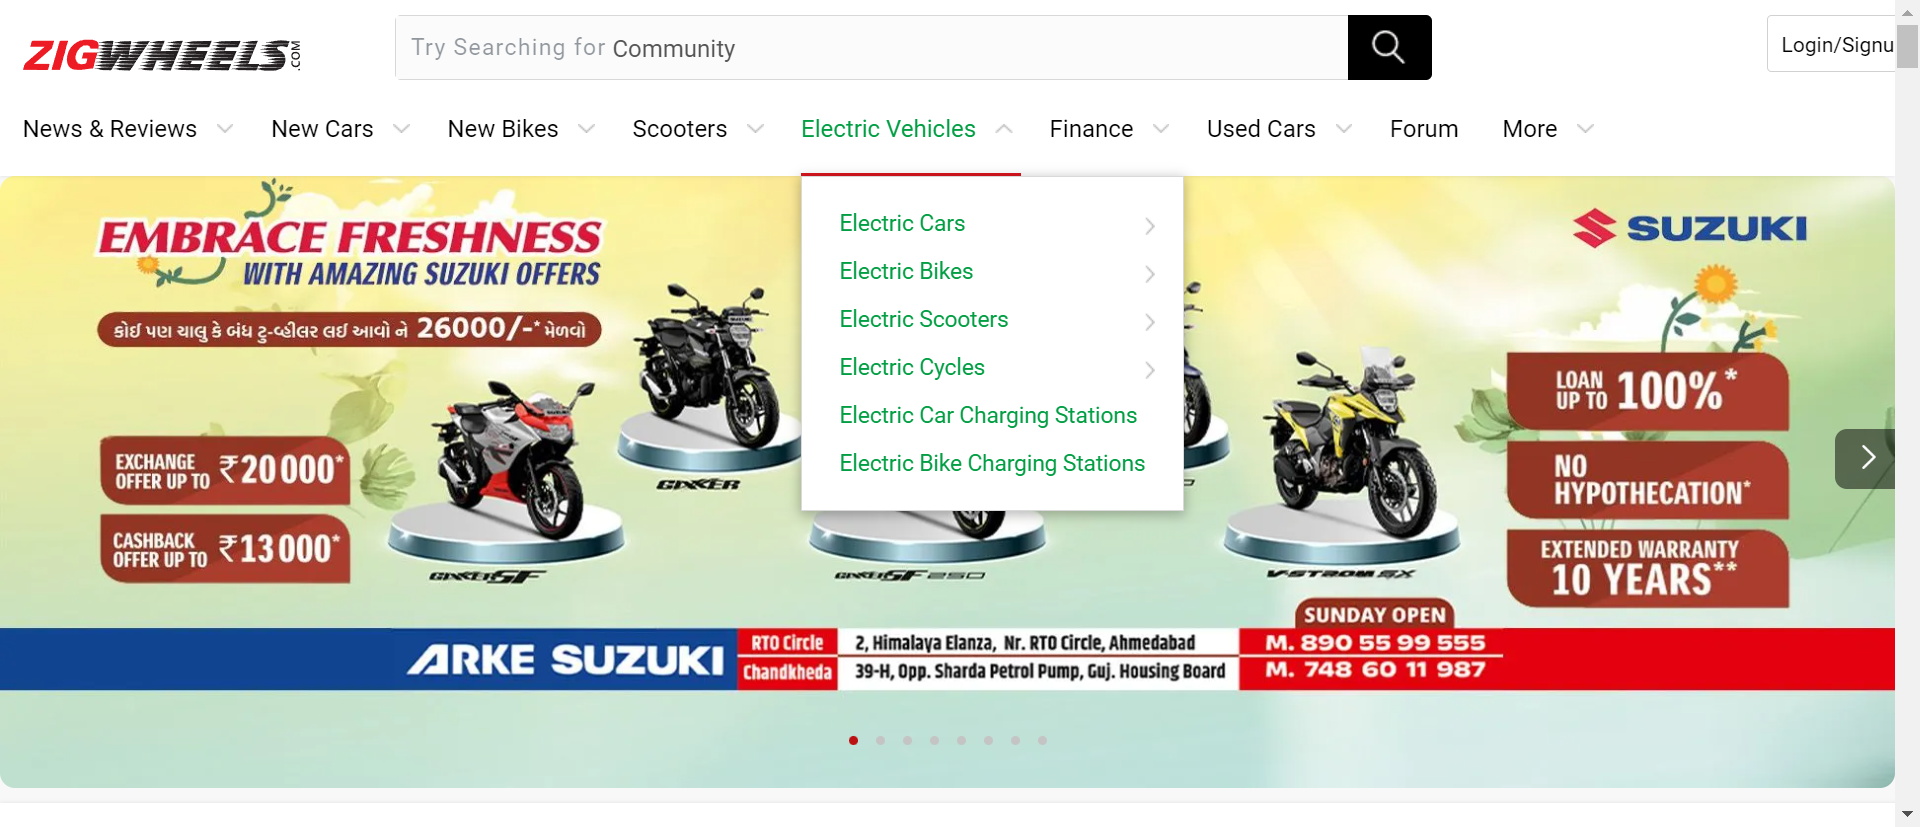 ZIGWHEELS.COM
Try Searching for Community
Login/Signu
News & Reviews
New Cars
New Bikes
Scooters
Electric Vehicles
Finance
Used Cars
Forum
More
Electric Cars
Electric Bikes
Electric Scooters
Electric Cycles
Electric Car Charging Stations
Electric Bike Charging Stations
EMBRACE FRESHNESS
WITH AMAZING SUZUKI OFFERS
કોઈ પણ ચાલુ કે બંધ ટુ-વ્હીલર લઈ આવો ને 26000/-* મેળવો
EXCHANGE
OFFER UP TO ₹20000*
CASHBACK
OFFER UP TO ₹13000*
GIXXER
GIXXER SF
GIXXER SF 250
V-STROM SX
SUZUKI
SUZUKI
LOAN
UP TO 100%*
NO
HYPOTHECATION*
EXTENDED WARRANTY
10 YEARS**
SUNDAY OPEN
ARKE SUZUKI
RTO Circle
2, Himalaya Elanza, Nr. RTO Circle, Ahmedabad
M. 890 55 99 555
Chandkheda
39-H, Opp. Sharda Petrol Pump, Guj. Housing Board
M. 748 60 11 987